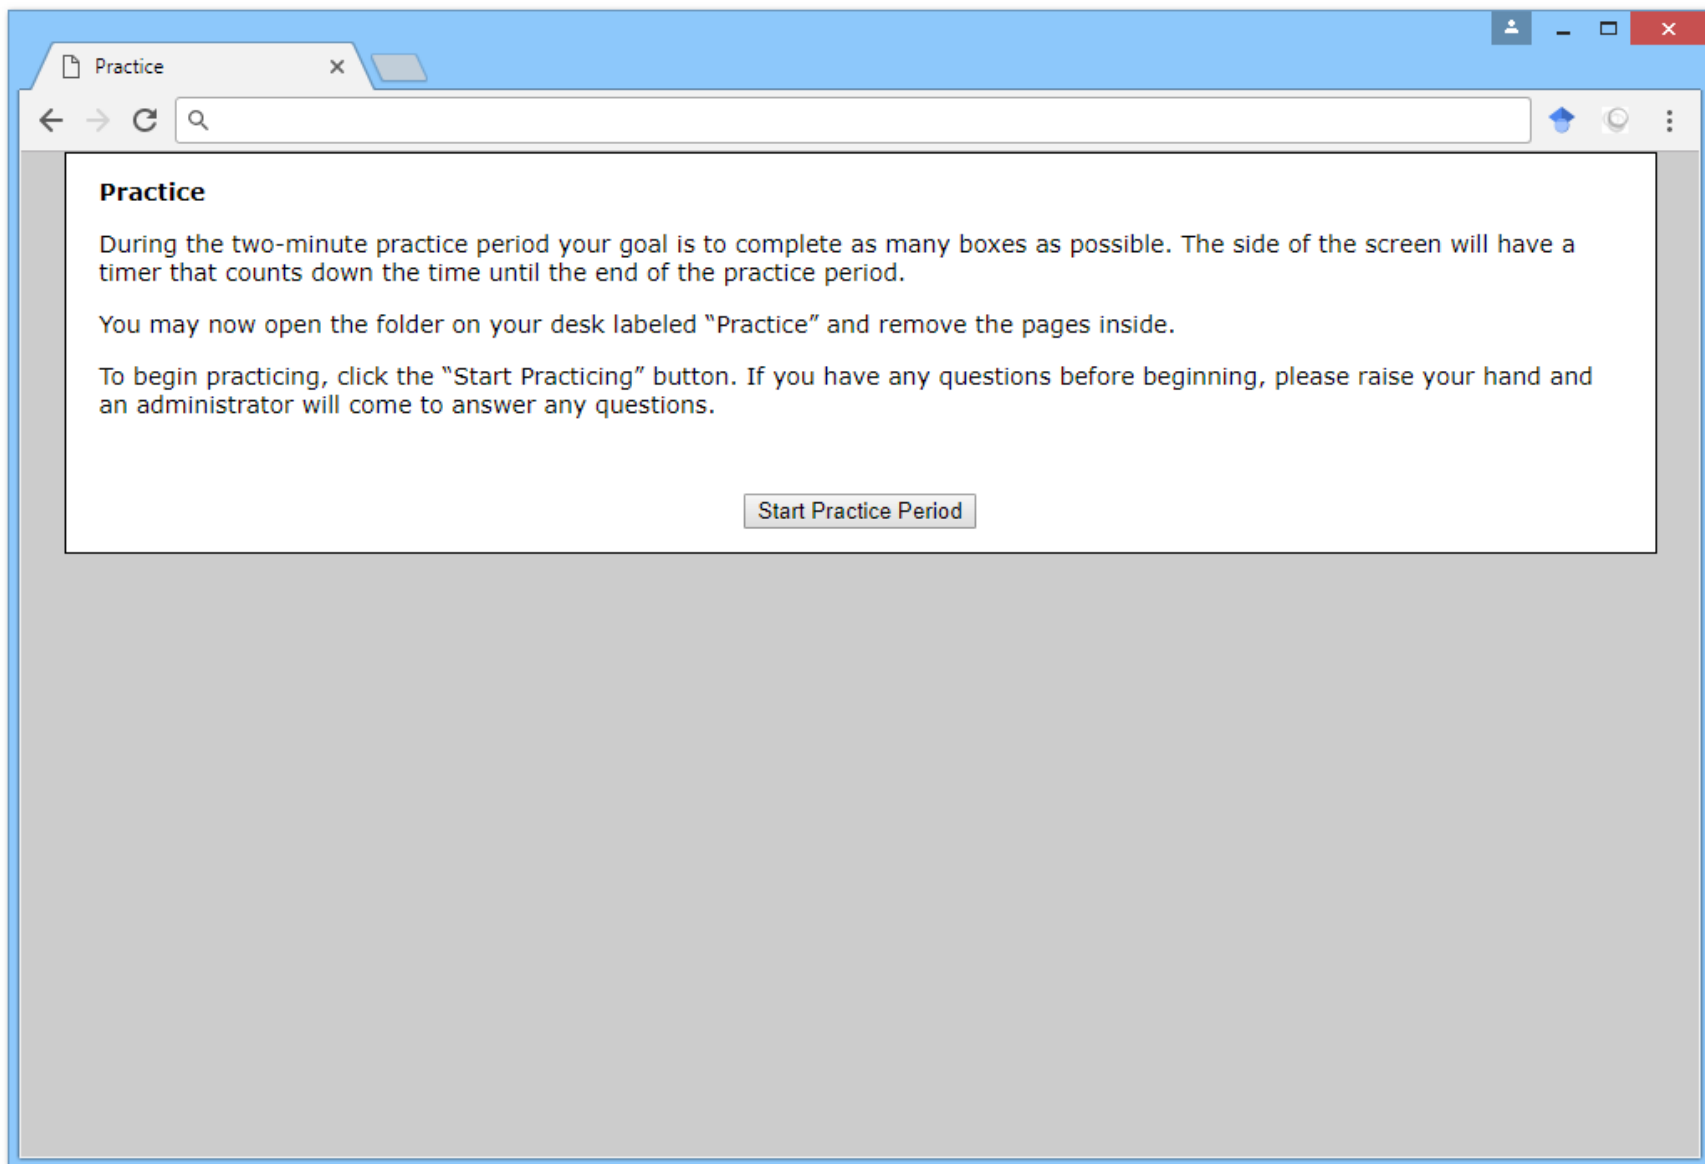 Practice
Practice
During the two-minute practice period your goal is to complete as many boxes as possible. The side of the screen will have a
timer that counts down the time until the end of the practice period.
You may now open the folder on your desk labeled “Practice” and remove the pages inside.
To begin practicing, click the “Start Practicing” button. If you have any questions before beginning, please raise your hand and
an administrator will come to answer any questions.
Start Practice Period